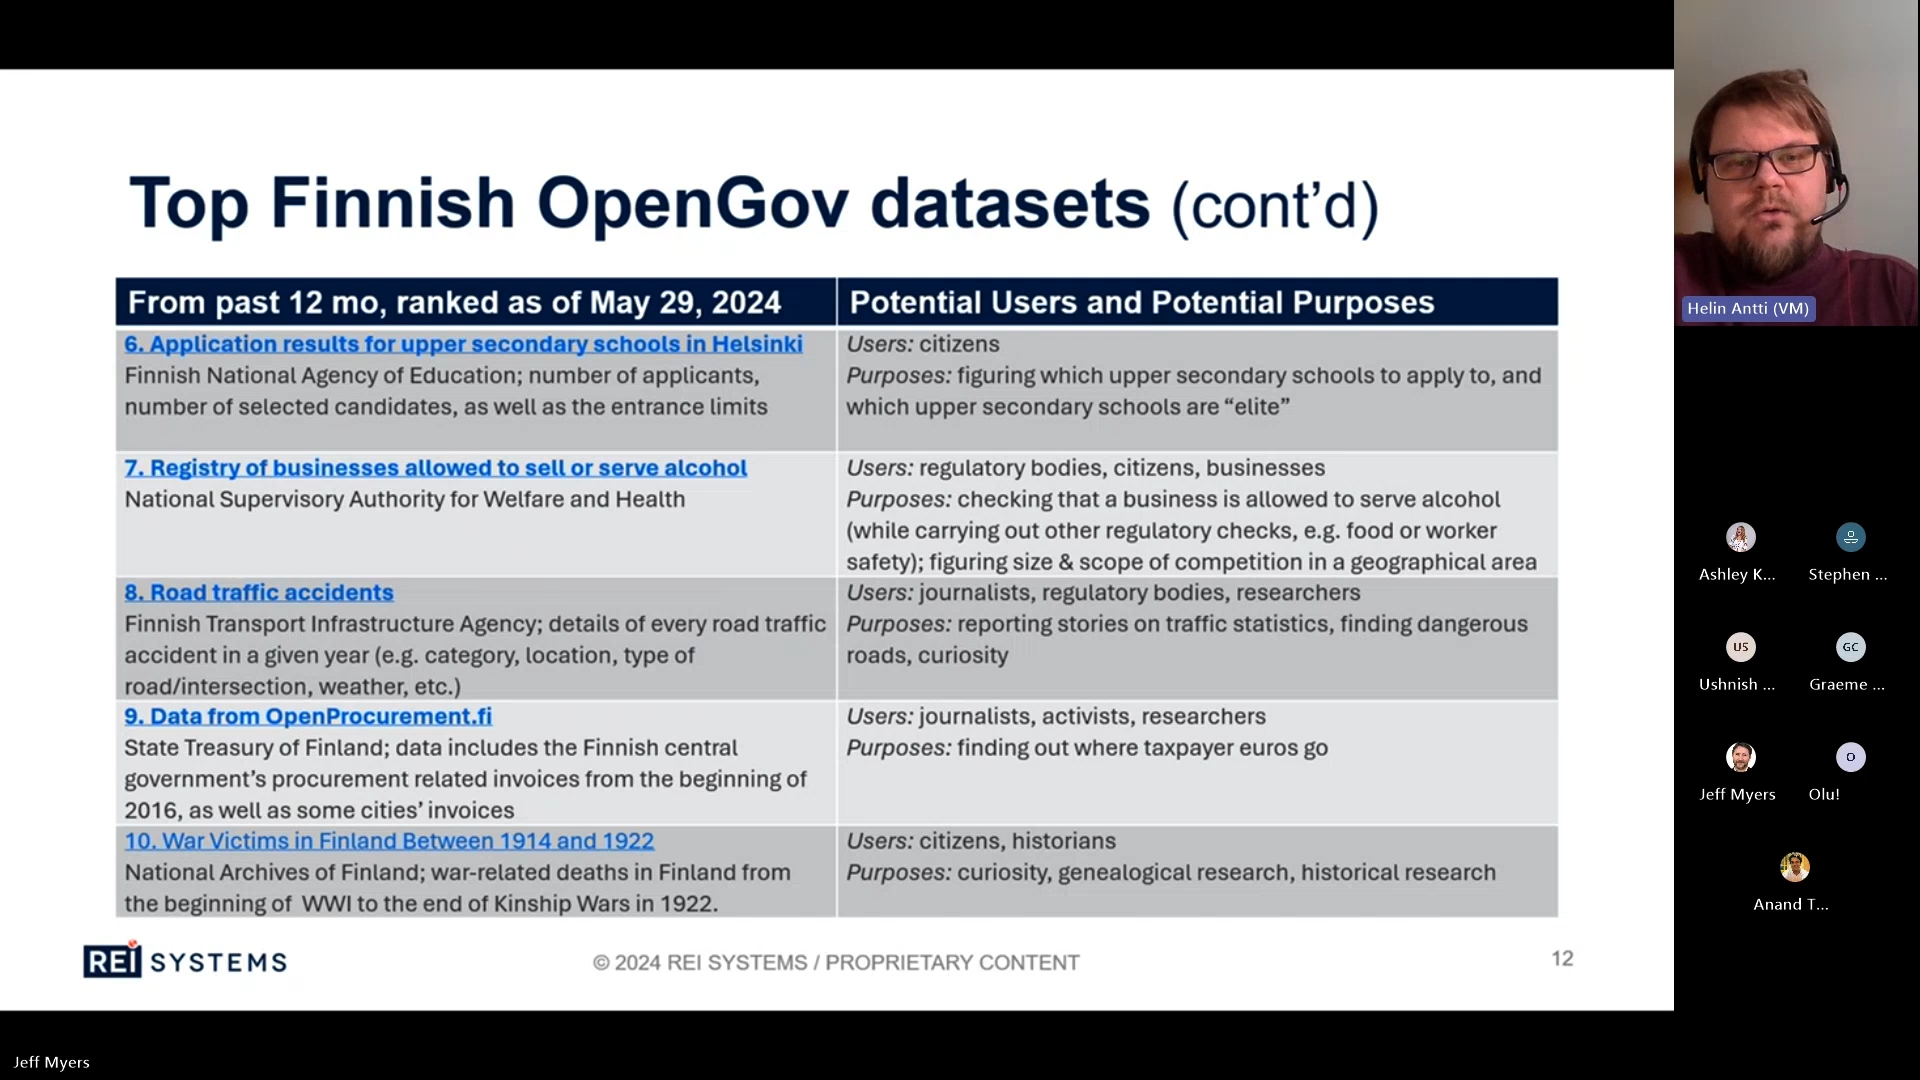 Top Finnish OpenGov datasets (cont’d)
From past 12 mo, ranked as of May 29, 2024
Potential Users and Potential Purposes
6. Application results for upper secondary schools in Helsinki
Finnish National Agency of Education; number of applicants,
number of selected candidates, as well as the entrance limits
Users: citizens
Purposes: figuring which upper secondary schools to apply to, and
which upper secondary schools are “elite”
7. Registry of businesses allowed to sell or serve alcohol
National Supervisory Authority for Welfare and Health
Users: regulatory bodies, citizens, businesses
Purposes: checking that a business is allowed to serve alcohol
(while carrying out other regulatory checks, e.g. food or worker
safety); figuring size & scope of competition in a geographical area
8. Road traffic accidents
Finnish Transport Infrastructure Agency; details of every road traffic
accident in a given year (e.g. category, location, type of
road/intersection, weather, etc.)
Users: journalists, regulatory bodies, researchers
Purposes: reporting stories on traffic statistics, finding dangerous
roads, curiosity
9. Data from OpenProcurement.fi
State Treasury of Finland; data includes the Finnish central
government’s procurement related invoices from the beginning of
2016, as well as some cities’ invoices
Users: journalists, activists, researchers
Purposes: finding out where taxpayer euros go
10. War Victims in Finland Between 1914 and 1922
National Archives of Finland; war-related deaths in Finland from
the beginning of WWI to the end of Kinship Wars in 1922.
Users: citizens, historians
Purposes: curiosity, genealogical research, historical research
REI SYSTEMS
© 2024 REI SYSTEMS / PROPRIETARY CONTENT
12
Jeff Myers
Helin Antti (VM)
Ashley K...
Stephen ...
US
GC
Ushnish ...
Graeme ...
O
Jeff Myers
Olu!
Anand T...